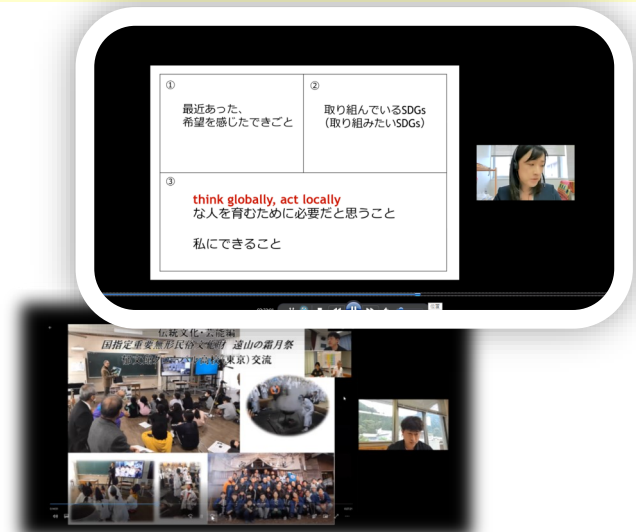 ①
最近あった、
希望を感じたできごと
②
取り組んでいるSDGs
（取り組みたいSDGs）
③
think globally, act locally
な人を育むために必要だと思うこと
私にできること
伝統文化・芸能編
国指定重要無形民俗文化財 遠山の霜月祭
東京）交流